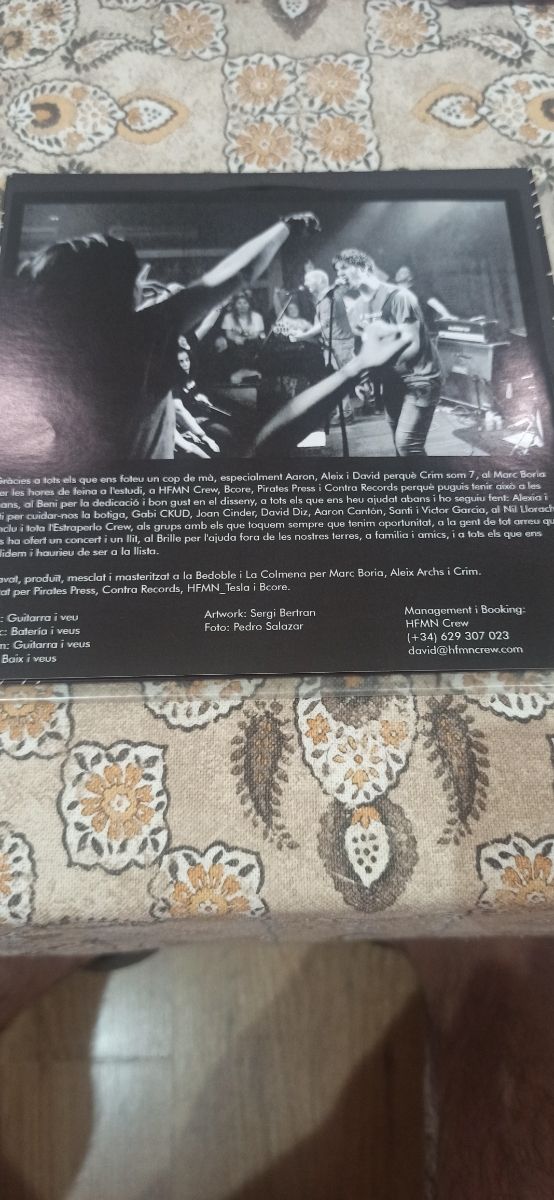 Gràcies a tots els que ens foteu un cop de mà, especialment Aaron, Aleix i David perquè Crim som 7, al Marc Boria
er les hores de feina a l'estudi, a HFMN Crew, Bcore, Pirates Press i Contra Records perquè puguis tenir això a les
ans, al Beni per la dedicació i bon gust en el disseny, a tots els que ens heu ajudat abans i ho seguiu fent: Alexia i
ti per cuidar-nos la botiga, Gabi CKUD, Joan Cinder, David Diz, Aaron Cantón, Santi i Victor Garcia, al Nil Llorach
nclu i tota l'Estraperlo Crew, als grups amb els que toquem sempre que tenim oportunitat, a la gent de tot arreu qu
s ha ofert un concert i un llit, al Brille per l'ajuda fora de les nostres terres, a família i amics, i a tots els que ens
lidem i hauríeu de ser a la llista.
avat, produït, mesclat i masteritzat a la Bedoble i La Colmena per Marc Boria, Aleix Archs i Crim.
tat per Pirates Press, Contra Records, HFMN_Tesla i Bcore.
: Guitarra i veu
c: Bateria i veus
n: Guitarra i veus
Baix i veus
Artwork: Sergi Bertran
Foto: Pedro Salazar
Management i Booking:
HFMN Crew
(+34) 629 307 023
david@hfmncrew.com